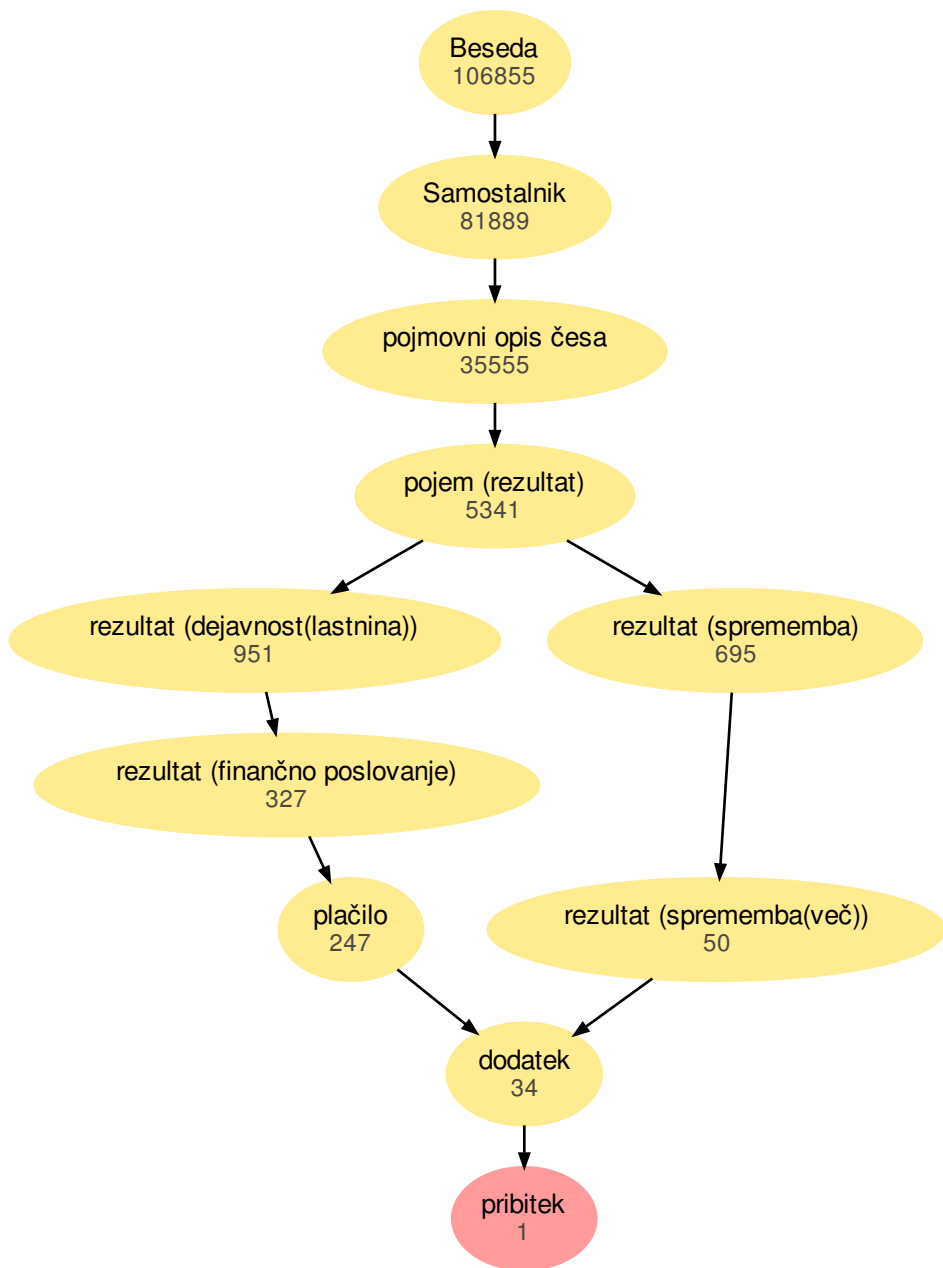 Beseda
106855
Samostalnik
81889
pojmovni opis česa
35555
pojem (rezultat)
5341
rezultat (dejavnost(lastnina))
951
rezultat (sprememba)
695
rezultat (finančno poslovanje)
327
plačilo
247
rezultat (sprememba(več))
50
dodatek
34
pribitek
1